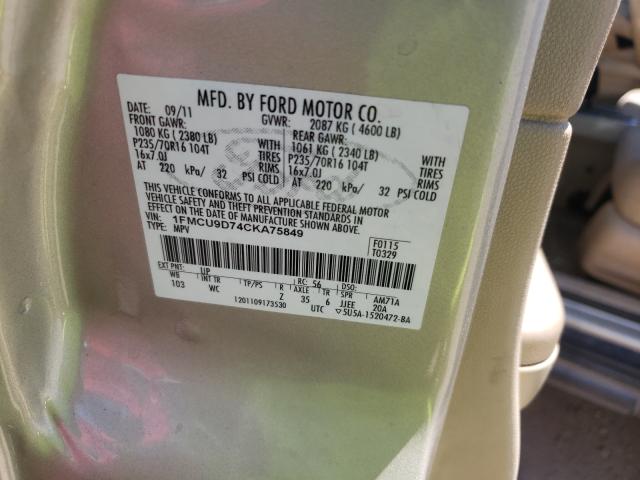 MFD. BY FORD MOTOR CO.
DATE: 09/11 GVWR: 2087 KG ( 4600 LB)
FRONT GAWR: REAR GAWR:
1080 KG ( 2380 LB) WITH 1061 KG ( 2340 LB) WITH
P235/70R16 104T TIRES P235/70R16 104T TIRES
16x7.0J RIMS 16x7.0J RIMS
AT 220 kPa/ 32 PSI COLD AT 220 kPa/ 32 PSI COLD
THIS VEHICLE CONFORMS TO ALL APPLICABLE FEDERAL MOTOR
VEHICLE SAFETY AND THEFT PREVENTION STANDARDS IN
EFFECT ON THE DATE OF MANUFACTURE SHOWN ABOVE.
VIN: 1FMCU9D74CKA75849
TYPE: MPV
F0115
T0329
EXT PNT: UP RC: 56 DSO:
WB INT TR TP/PS R AXLE TR SPR AM71A
103 WC Z 35 6 JJEE 20A
1201109173530 UTC ▽5U5A-1520472-BA